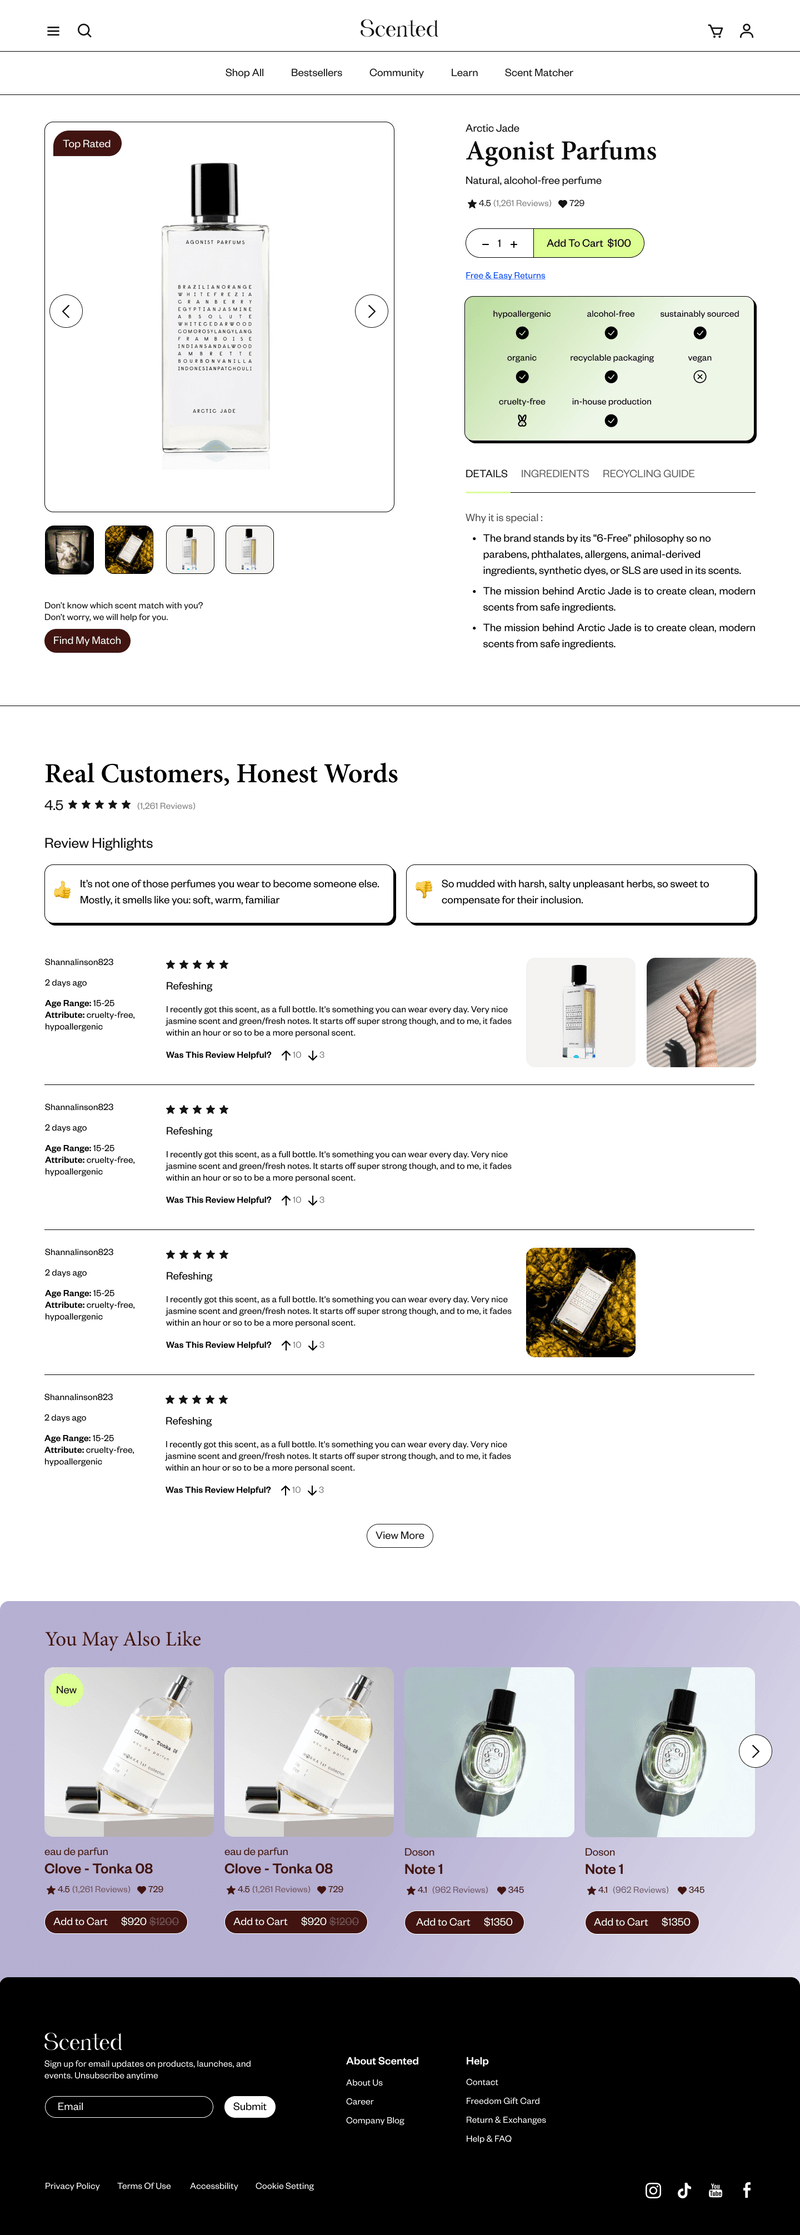 Scented
Shop All
Bestsellers
Community
Learn
Scent Matcher
Top Rated
AGONIST PARFUMS
BRAZILIANORANGE
WHITEFREZIA
CRANBERRY
EGYPTIANJASMINE
ABSOLUTE
WHITECEDARWOOD
COMOROSYLANGYLANG
FRAMBOISE
INDIANSANDALWOOD
AMBRETTE
BOURBONVANILLA
INDONESIANPATCHOULI
ARCTIC JADE
Don't know which scent match with you?
Don't worry, we will help for you.
Find My Match
Arctic Jade
Agonist Parfums
Natural, alcohol-free perfume
4.5 (1,261 Reviews) 729
− 1 + Add To Cart $100
Free & Easy Returns
hypoallergenic alcohol-free sustainably sourced
organic recyclable packaging vegan
cruelty-free in-house production
DETAILS INGREDIENTS RECYCLING GUIDE
Why it is special :
• The brand stands by its "6-Free" philosophy so no
parabens, phthalates, allergens, animal-derived
ingredients, synthetic dyes, or SLS are used in its scents.
• The mission behind Arctic Jade is to create clean, modern
scents from safe ingredients.
• The mission behind Arctic Jade is to create clean, modern
scents from safe ingredients.
Real Customers, Honest Words
4.5 (1,261 Reviews)
Review Highlights
It's not one of those perfumes you wear to become someone else.
Mostly, it smells like you: soft, warm, familiar
So mudded with harsh, salty unpleasant herbs, so sweet to
compensate for their inclusion.
Shannalinson823
2 days ago
Age Range: 15-25
Attribute: cruelty-free,
hypoallergenic
Refeshing
I recently got this scent, as a full bottle. It's something you can wear every day. Very nice
jasmine scent and green/fresh notes. It starts off super strong though, and to me, it fades
within an hour or so to be a more personal scent.
Was This Review Helpful? 10 3
Shannalinson823
2 days ago
Age Range: 15-25
Attribute: cruelty-free,
hypoallergenic
Refeshing
I recently got this scent, as a full bottle. It's something you can wear every day. Very nice
jasmine scent and green/fresh notes. It starts off super strong though, and to me, it fades
within an hour or so to be a more personal scent.
Was This Review Helpful? 10 3
Shannalinson823
2 days ago
Age Range: 15-25
Attribute: cruelty-free,
hypoallergenic
Refeshing
I recently got this scent, as a full bottle. It's something you can wear every day. Very nice
jasmine scent and green/fresh notes. It starts off super strong though, and to me, it fades
within an hour or so to be a more personal scent.
Was This Review Helpful? 10 3
Shannalinson823
2 days ago
Age Range: 15-25
Attribute: cruelty-free,
hypoallergenic
Refeshing
I recently got this scent, as a full bottle. It's something you can wear every day. Very nice
jasmine scent and green/fresh notes. It starts off super strong though, and to me, it fades
within an hour or so to be a more personal scent.
Was This Review Helpful? 10 3
View More
You May Also Like
New
Clove - Tonka 08
eau de parfum
eau de parfun
Clove - Tonka 08
4.5 (1,261 Reviews) 729
Add to Cart $920 $1200
Clove - Tonka 08
eau de parfum
eau de parfun
Clove - Tonka 08
4.5 (1,261 Reviews) 729
Add to Cart $920 $1200
Doson
Note 1
4.1 (962 Reviews) 345
Add to Cart $1350
Doson
Note 1
4.1 (962 Reviews) 345
Add to Cart $1350
Scented
Sign up for email updates on products, launches, and
events. Unsubscribe anytime
Email Submit
About Scented
About Us
Career
Company Blog
Help
Contact
Freedom Gift Card
Return & Exchanges
Help & FAQ
Privacy Policy Terms Of Use Accessbility Cookie Setting
You
Tube